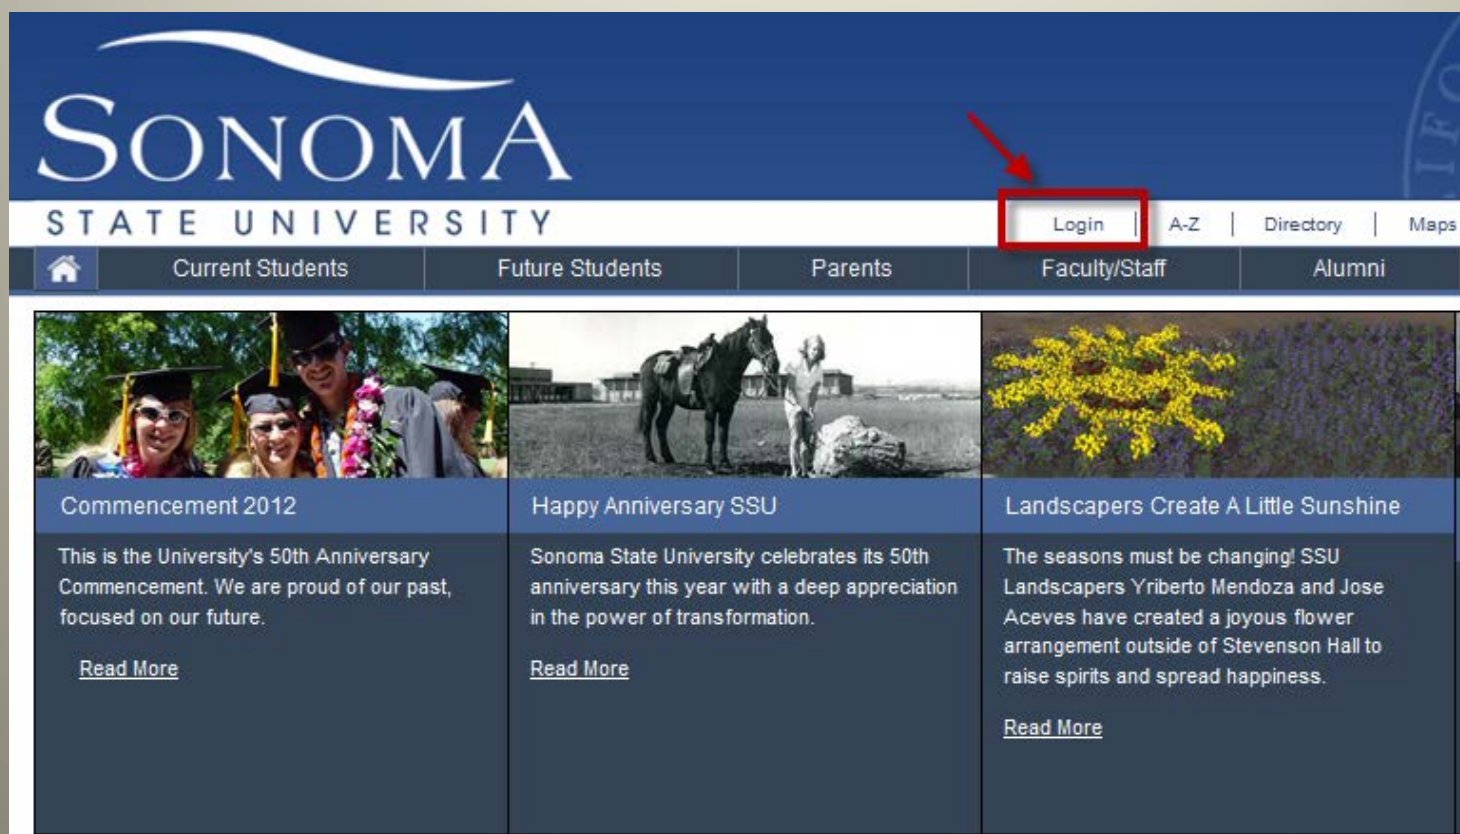 SONOMA
STATE UNIVERSITY
Login | A-Z | Directory | Maps
Current Students
Future Students
Parents
Faculty/Staff
Alumni
Commencement 2012
This is the University's 50th Anniversary
Commencement. We are proud of our past,
focused on our future.
Read More
Happy Anniversary SSU
Sonoma State University celebrates its 50th
anniversary this year with a deep appreciation
in the power of transformation.
Read More
Landscapers Create A Little Sunshine
The seasons must be changing! SSU
Landscapers Yriberto Mendoza and Jose
Aceves have created a joyous flower
arrangement outside of Stevenson Hall to
raise spirits and spread happiness.
Read More